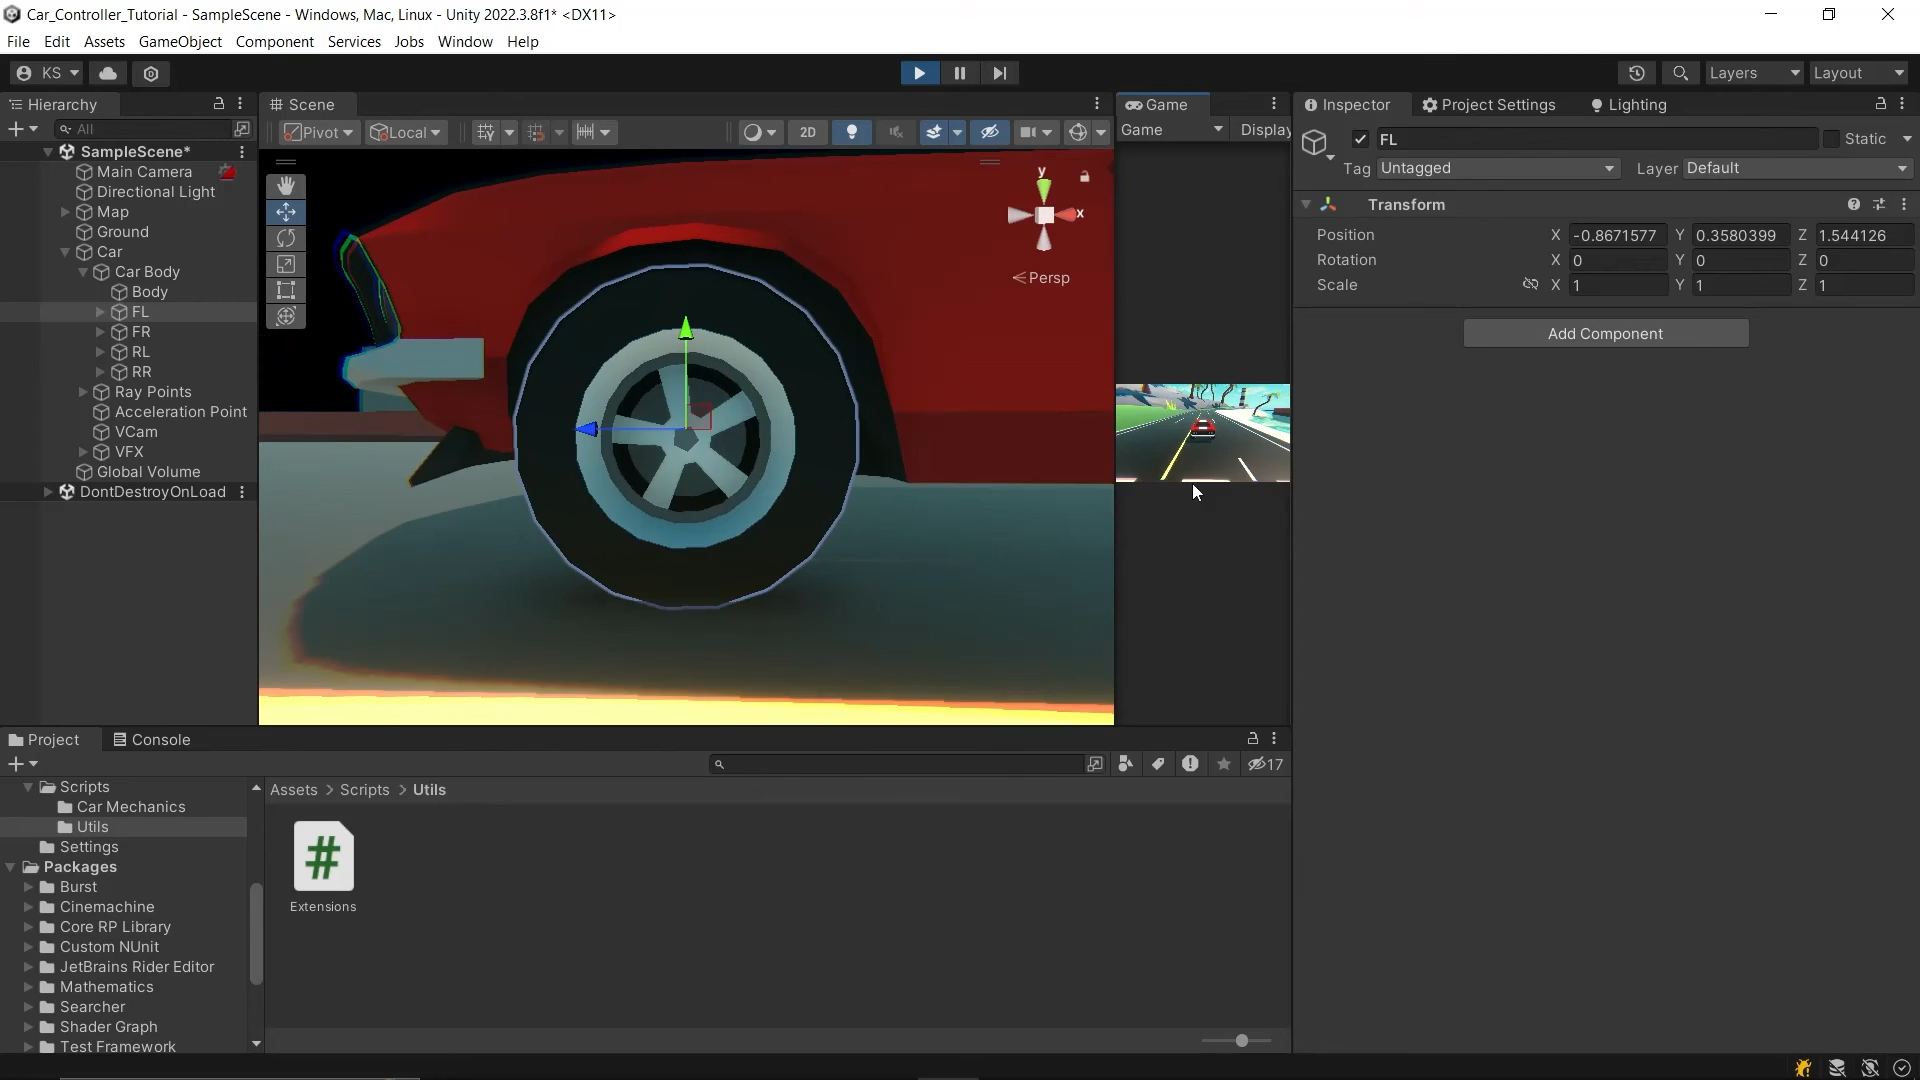 Car_Controller_Tutorial - SampleScene - Windows, Mac, Linux - Unity 2022.3.8f1* <DX11>
File Edit Assets GameObject Component Services Jobs Window Help
KS Layers Layout
Hierarchy
All
SampleScene*
Main Camera
Directional Light
Map
Ground
Car
Car Body
Body
FL
FR
RL
RR
Ray Points
Acceleration Point
VCam
VFX
Global Volume
DontDestroyOnLoad
Scene
Pivot Local 2D
y
x
Persp
Game
Game Display
Inspector Project Settings Lighting
FL Static
Tag Untagged Layer Default
Transform
Position X -0.8671577 Y 0.3580399 Z 1.544126
Rotation X 0 Y 0 Z 0
Scale X 1 Y 1 Z 1
Add Component
Project Console
17
Scripts
Car Mechanics
Utils
Settings
Packages
Burst
Cinemachine
Core RP Library
Custom NUnit
JetBrains Rider Editor
Mathematics
Searcher
Shader Graph
Test Framework
Assets > Scripts > Utils
#
Extensions